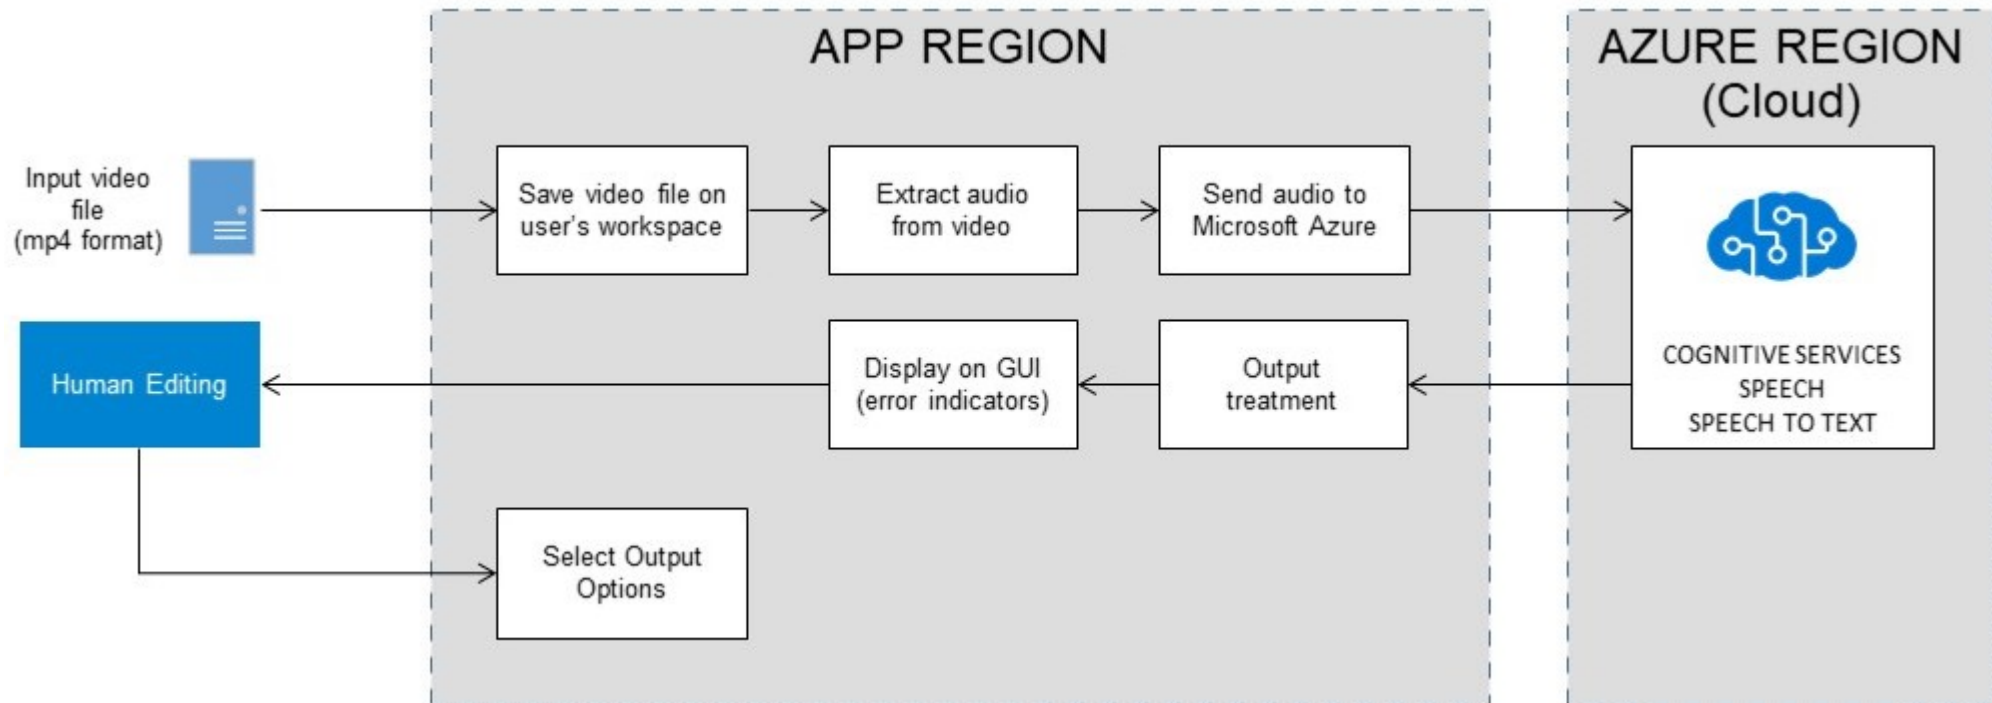 APP REGION
AZURE REGION
(Cloud)
Input video
file
(mp4 format)
Save video file on
user's workspace
Extract audio
from video
Send audio to
Microsoft Azure
COGNITIVE SERVICES
SPEECH
SPEECH TO TEXT
Human Editing
Display on GUI
(error indicators)
Output
treatment
Select Output
Options